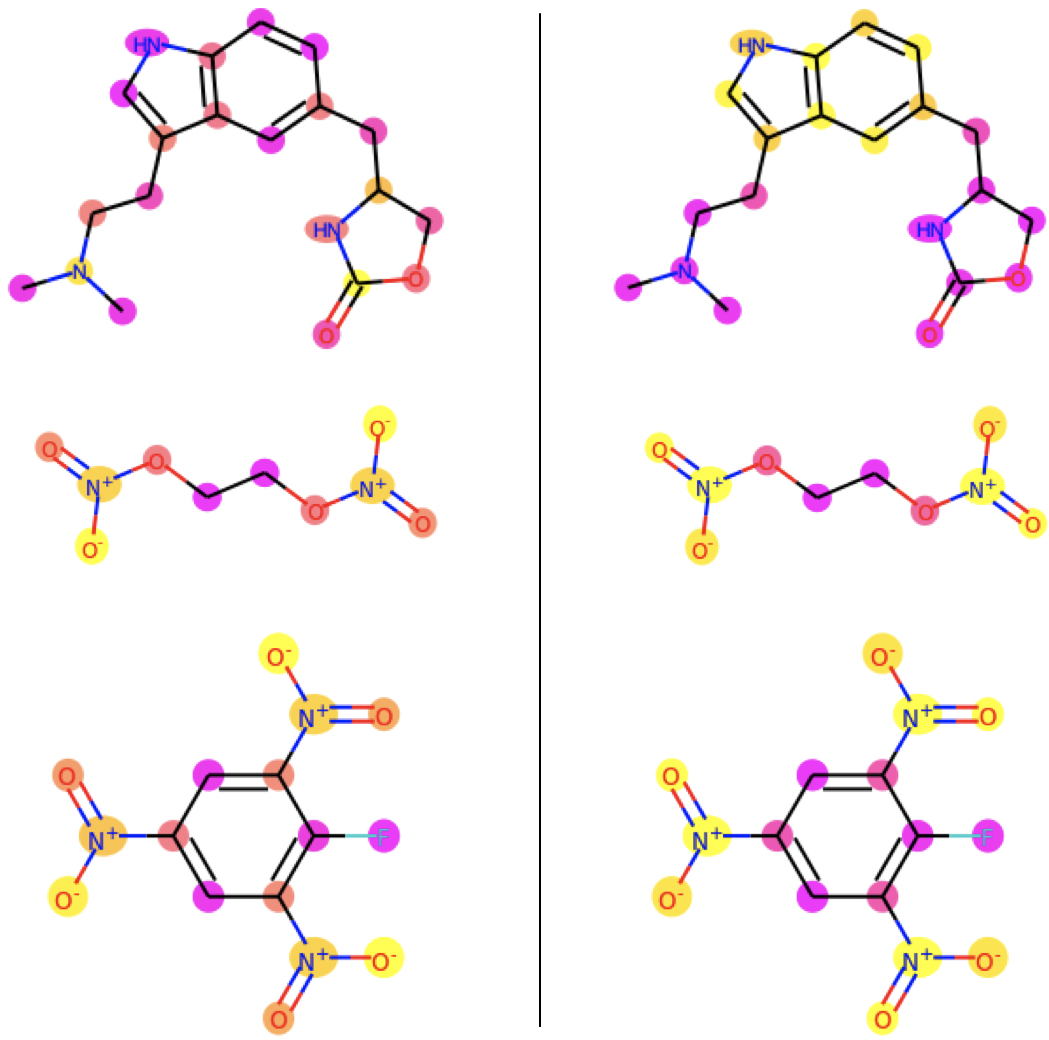 HN HN
HN HN
N N
O O
O O
O⁻ O⁻
O O O O
N⁺ N⁺ N⁺ N⁺
O O O O
O⁻ O⁻
O⁻ O⁻
N⁺ O N⁺ O
O O
N⁺ F N⁺ F
O⁻ O⁻
N⁺ O⁻ N⁺ O⁻
O O